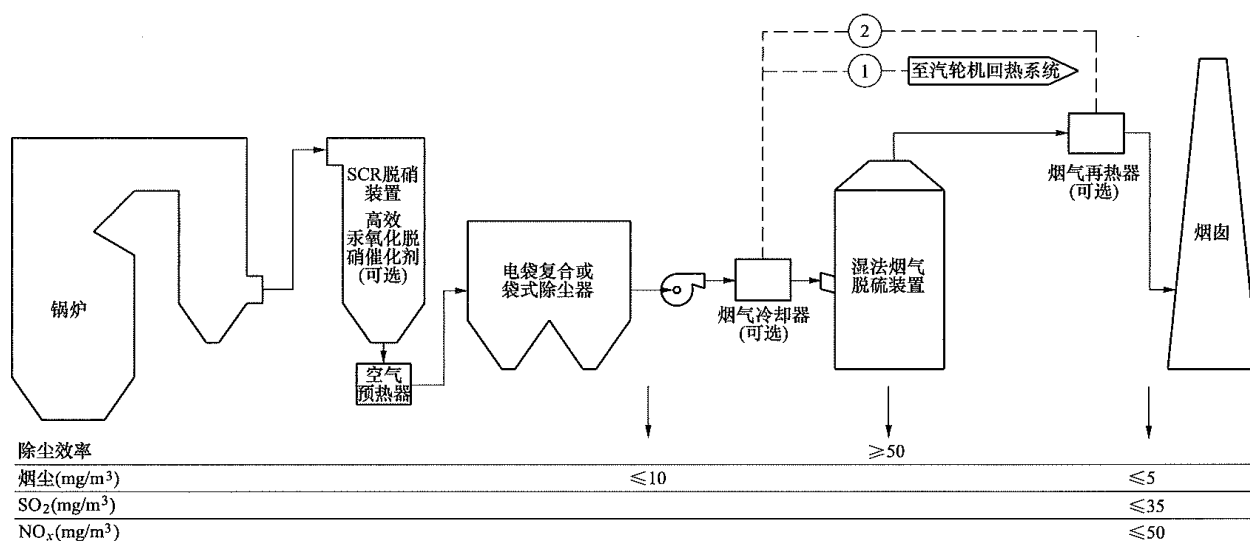 2
1
至汽轮机回热系统
SCR脱硝
装置
高效
汞氧化脱
硝催化剂
(可选)
烟气再热器
(可选)
烟囱
锅炉
电袋复合或
袋式除尘器
湿法烟气
脱硫装置
烟气冷却器
(可选)
空气
预热器
除尘效率 ≥50
烟尘(mg/m³) ≤10 ≤5
SO₂(mg/m³) ≤35
NOₓ(mg/m³) ≤50